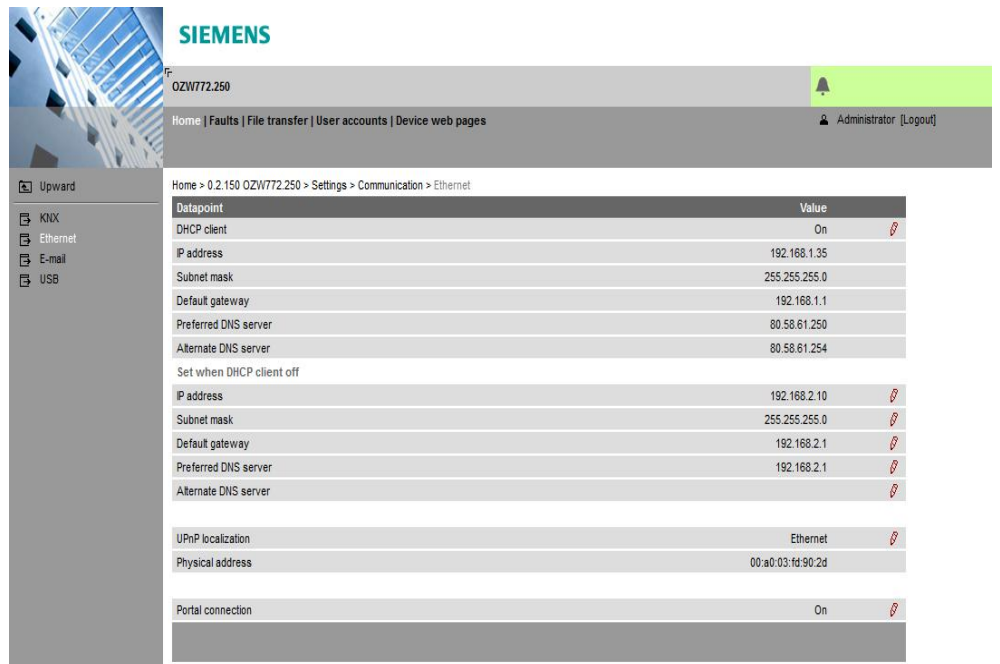 SIEMENS
OZW772.250
Home | Faults | File transfer | User accounts | Device web pages
Administrator [Logout]
Upward
KNX
Ethernet
E-mail
USB
Home > 0.2.150 OZW772.250 > Settings > Communication > Ethernet
Datapoint Value
DHCP client On
IP address 192.168.1.35
Subnet mask 255.255.255.0
Default gateway 192.168.1.1
Preferred DNS server 80.58.61.250
Alternate DNS server 80.58.61.254
Set when DHCP client off
IP address 192.168.2.10
Subnet mask 255.255.255.0
Default gateway 192.168.2.1
Preferred DNS server 192.168.2.1
Alternate DNS server
UPnP localization Ethernet
Physical address 00:a0:03:fd:90:2d
Portal connection On